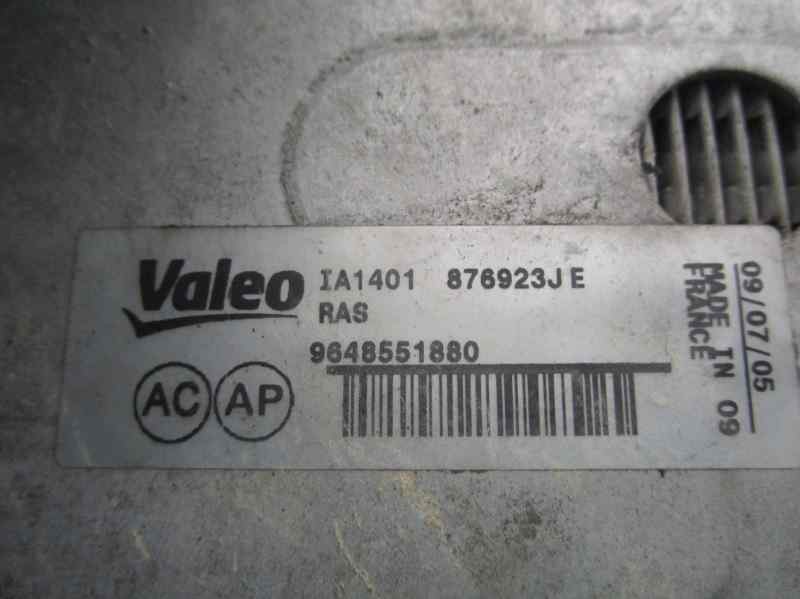 Valeo IA1401 876923J E
RAS
9648551880
AC AP
09/07/05
MADE IN 09
FRANCE